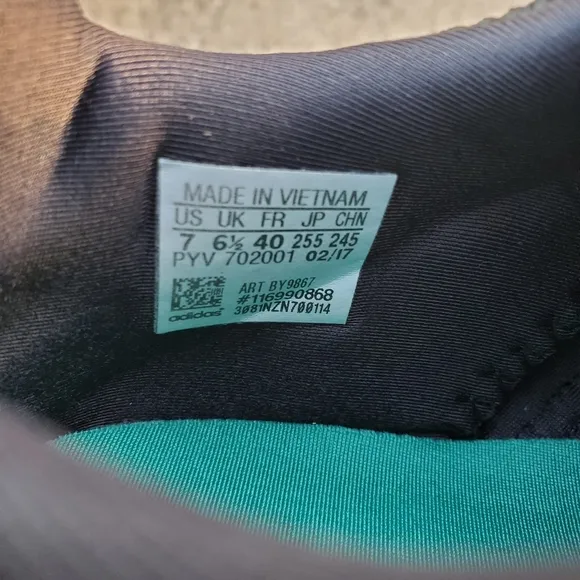 MADE IN VIETNAM
US UK FR JP CHN
7 6½ 40 255 245
PYV 702001 02/17
ART BY9867
#116990868
adidas 3081NZN700114